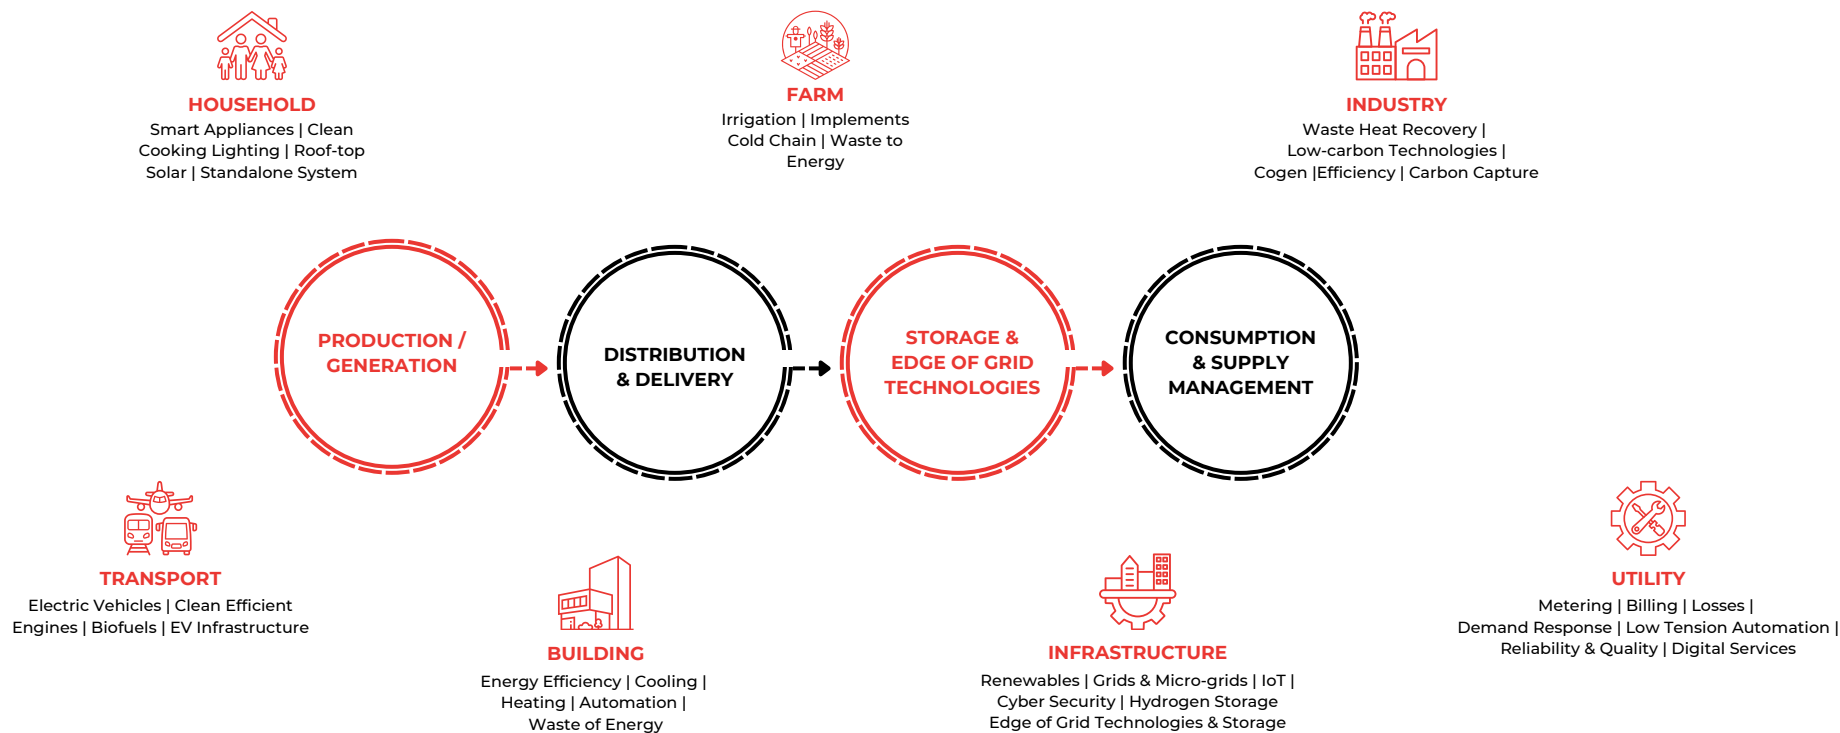 HOUSEHOLD
Smart Appliances | Clean
Cooking Lighting | Roof-top
Solar | Standalone System
FARM
Irrigation | Implements
Cold Chain | Waste to
Energy
INDUSTRY
Waste Heat Recovery |
Low-carbon Technologies |
Cogen |Efficiency | Carbon Capture
PRODUCTION /
GENERATION
DISTRIBUTION
& DELIVERY
STORAGE &
EDGE OF GRID
TECHNOLOGIES
CONSUMPTION
& SUPPLY
MANAGEMENT
TRANSPORT
Electric Vehicles | Clean Efficient
Engines | Biofuels | EV Infrastructure
BUILDING
Energy Efficiency | Cooling |
Heating | Automation |
Waste of Energy
INFRASTRUCTURE
Renewables | Grids & Micro-grids | IoT |
Cyber Security | Hydrogen Storage
Edge of Grid Technologies & Storage
UTILITY
Metering | Billing | Losses |
Demand Response | Low Tension Automation |
Reliability & Quality | Digital Services